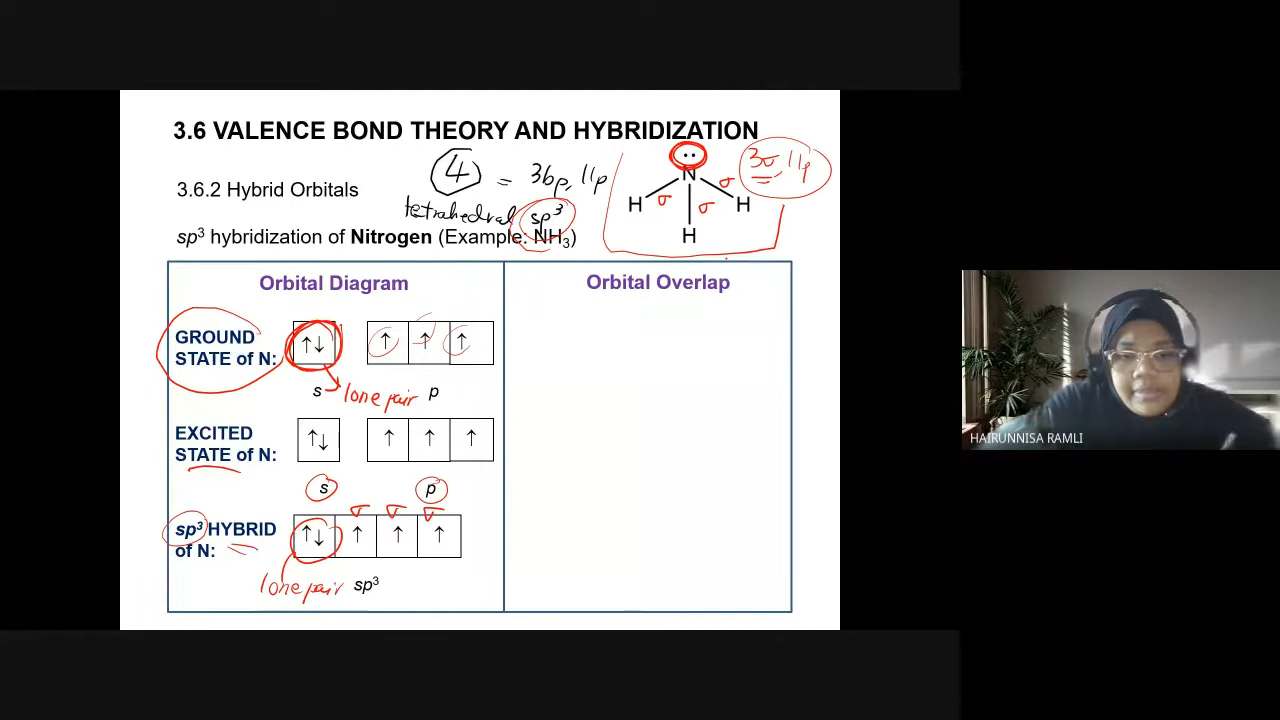 3.6 VALENCE BOND THEORY AND HYBRIDIZATION
4 = 3bp, 1lp
3σ, 1lp
3.6.2 Hybrid Orbitals
tetrahedral sp³
sp³ hybridization of Nitrogen (Example: NH₃)
N
H σ σ σ H
H
Orbital Diagram
Orbital Overlap
GROUND STATE of N:
↑↓ ↑ ↑ ↑
s lone pair p
EXCITED STATE of N:
↑↓ ↑ ↑ ↑
s p
σ σ σ
sp³ HYBRID of N:
↑↓ ↑ ↑ ↑
lone pair sp³
HAIRUNNISA RAMLI